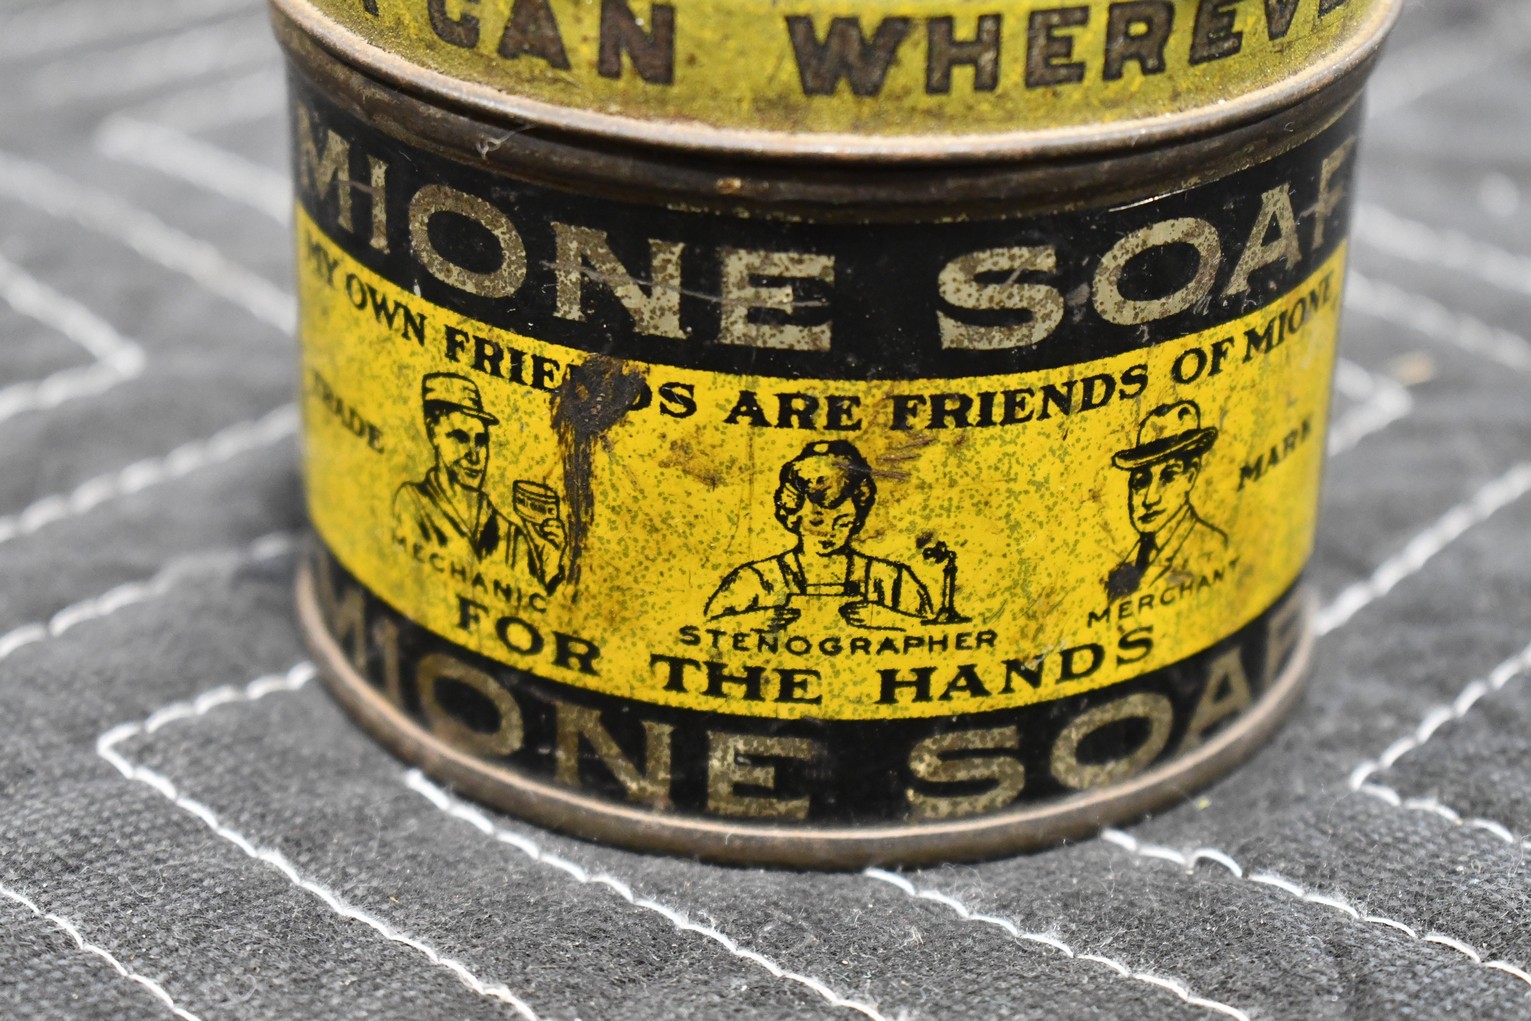 CAN WHEREVE
MIONE SOAP
MY OWN FRIENDS ARE FRIENDS OF MIONE
TRADE MARK
MECHANIC
STENOGRAPHER
MERCHANT
FOR THE HANDS
MIONE SOAP